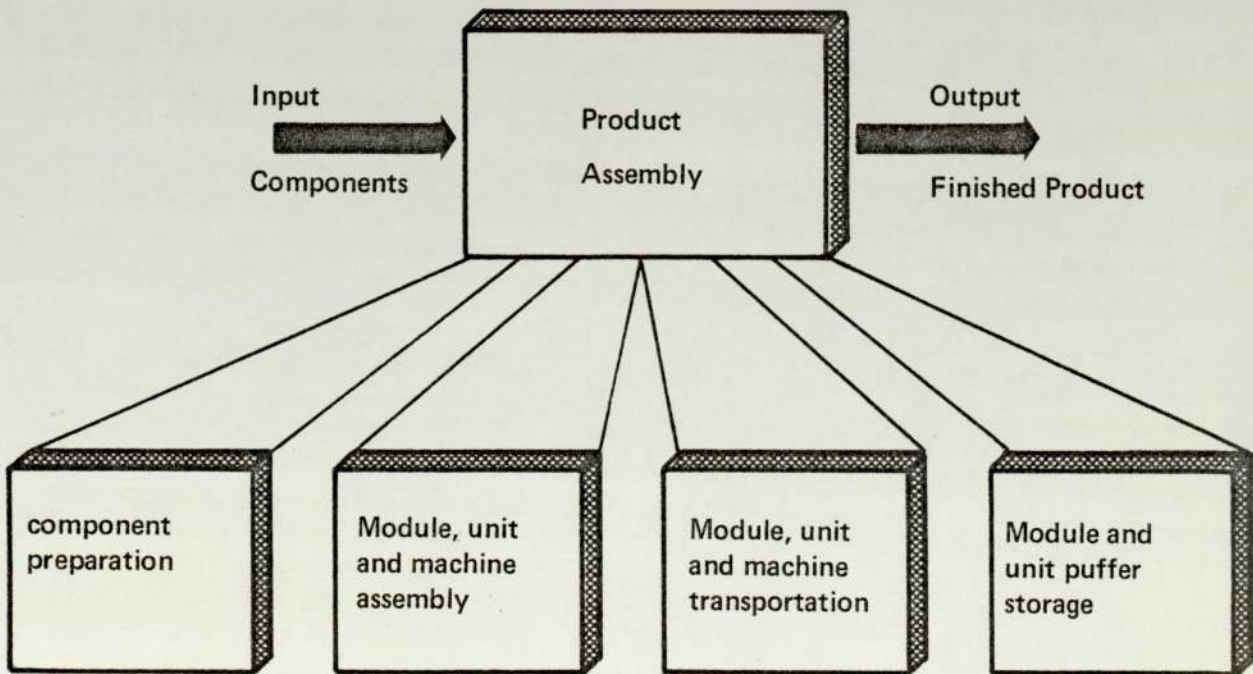 Input
Components
Product
Assembly
Output
Finished Product
component
preparation
Module, unit
and machine
assembly
Module, unit
and machine
transportation
Module and
unit puffer
storage